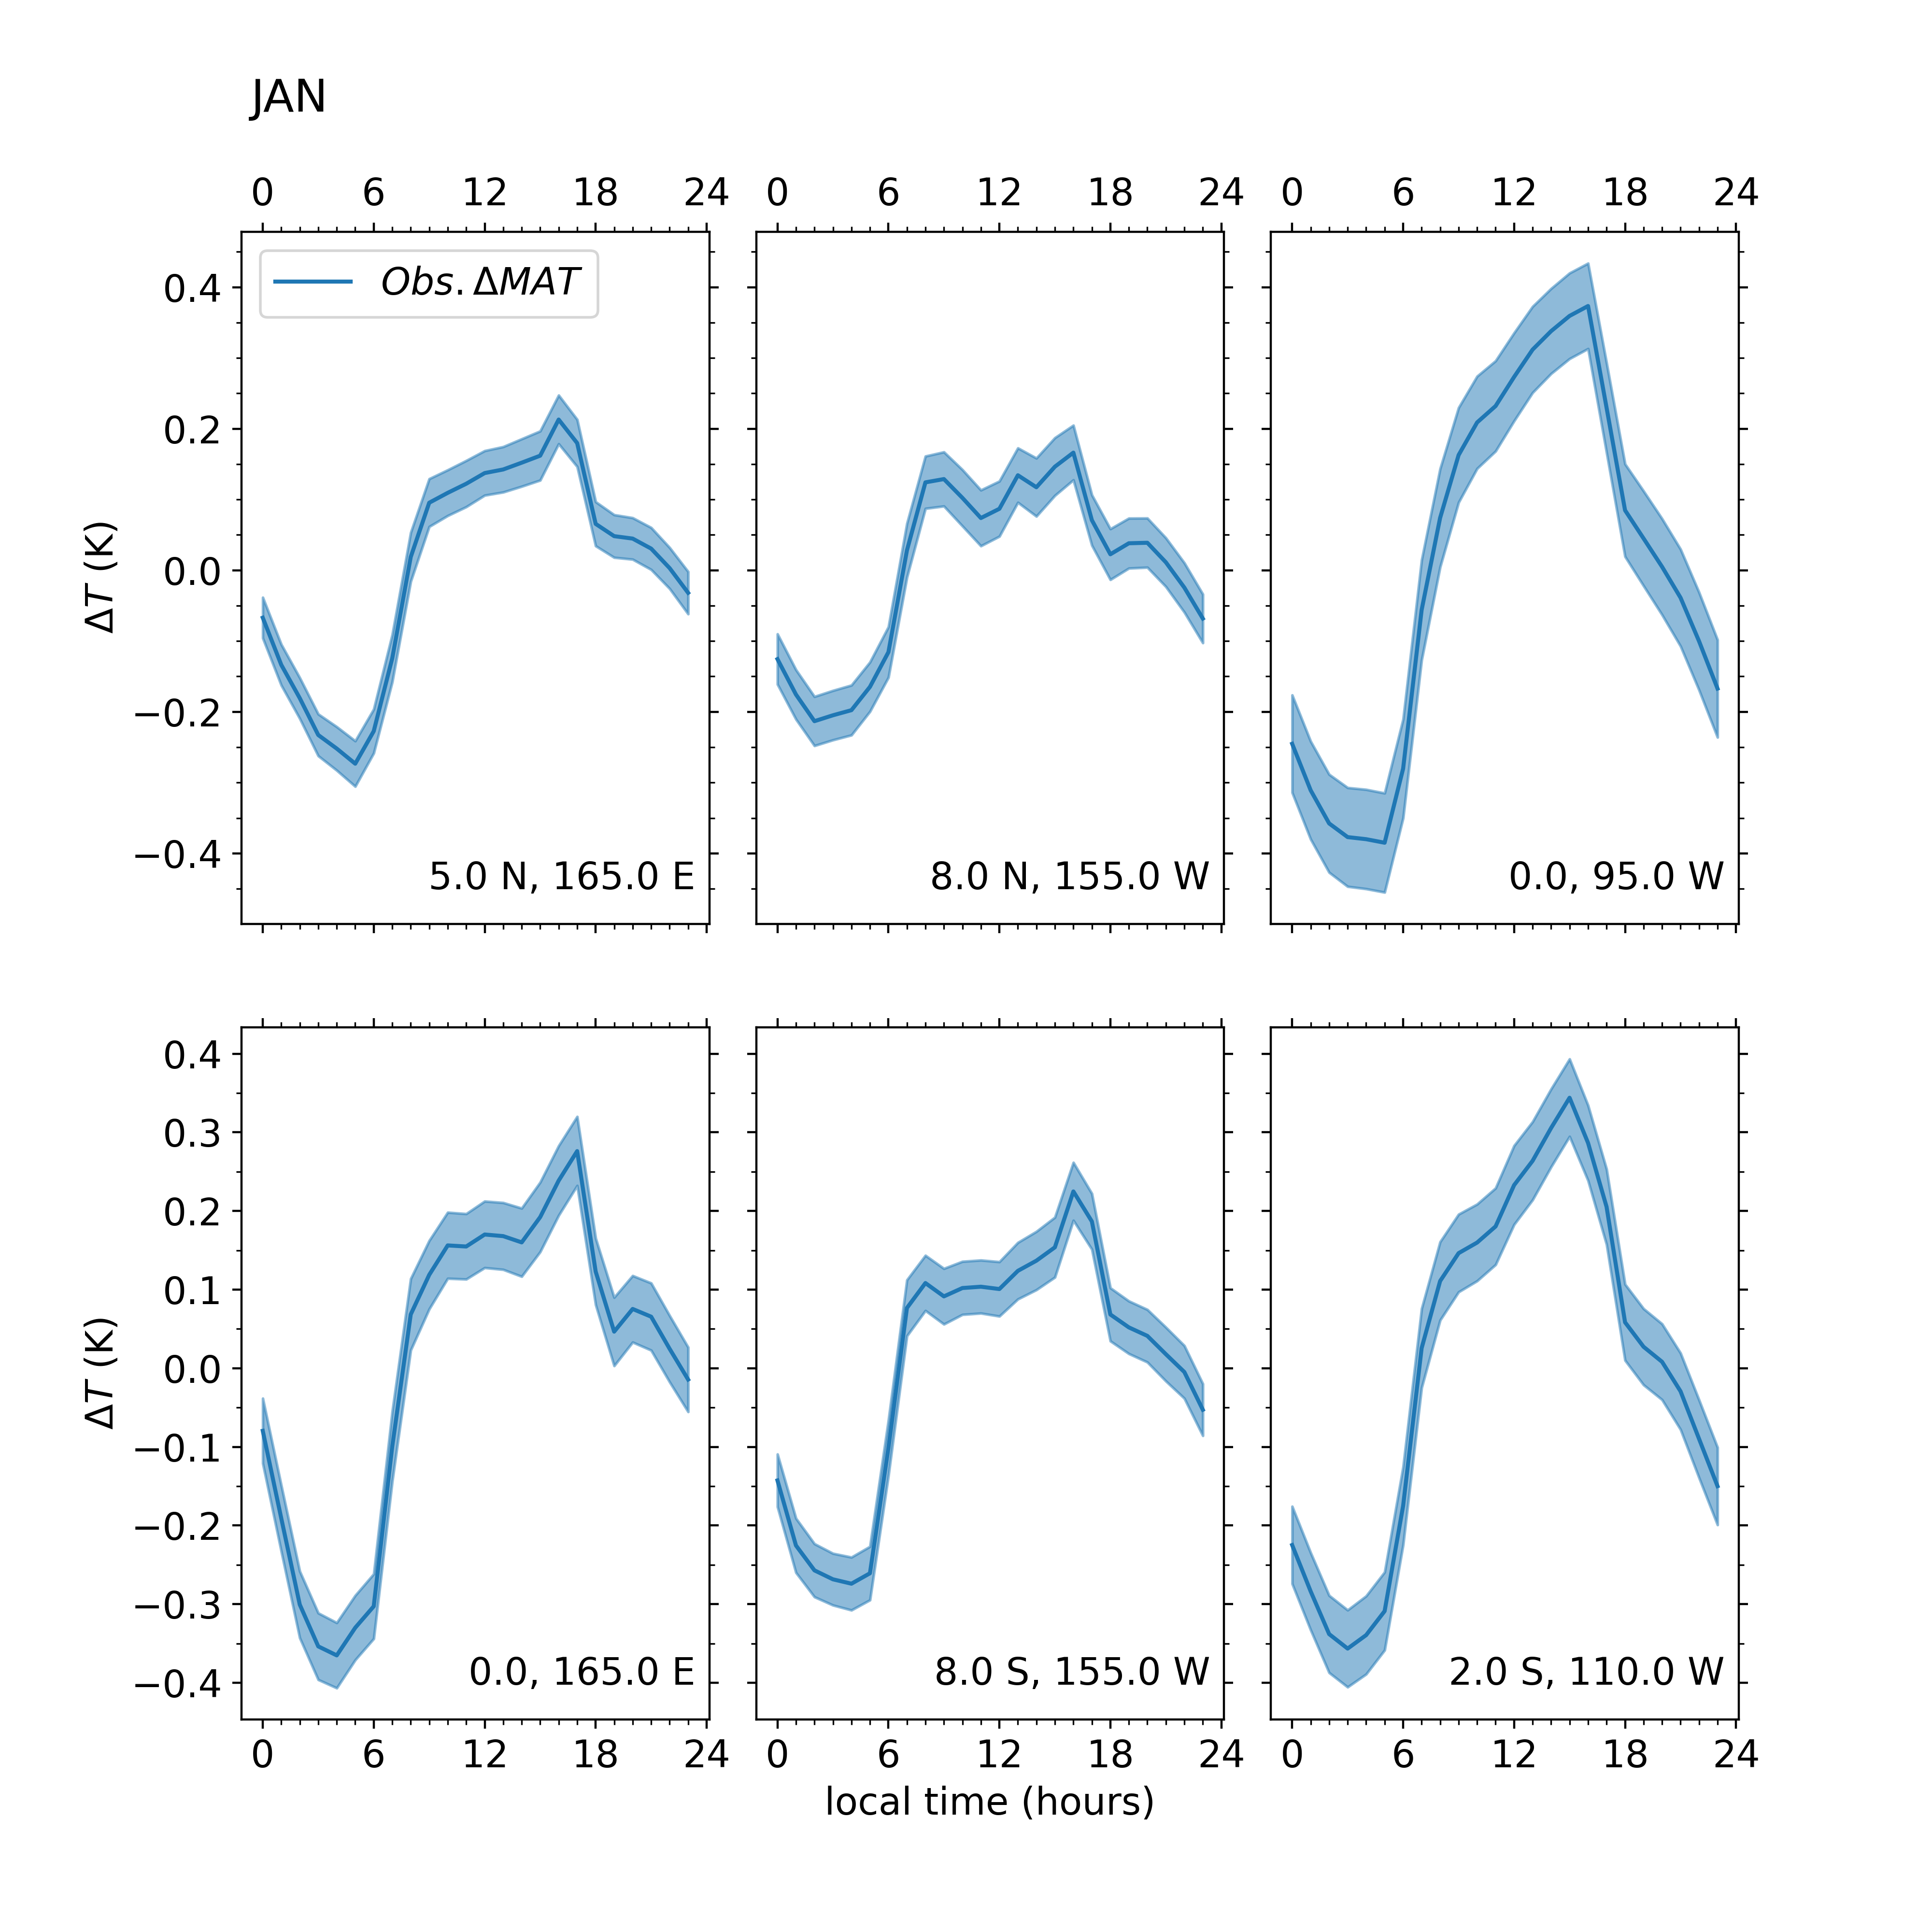 JAN
0 6 12 18 24 0 6 12 18 24 0 6 12 18 24
Obs. ΔMAT
0.4
0.2
0.0
−0.2
−0.4
ΔT (K)
5.0 N, 165.0 E
8.0 N, 155.0 W
0.0, 95.0 W
0.4
0.3
0.2
0.1
0.0
−0.1
−0.2
−0.3
−0.4
ΔT (K)
0.0, 165.0 E
8.0 S, 155.0 W
2.0 S, 110.0 W
0 6 12 18 24 0 6 12 18 24 0 6 12 18 24
local time (hours)